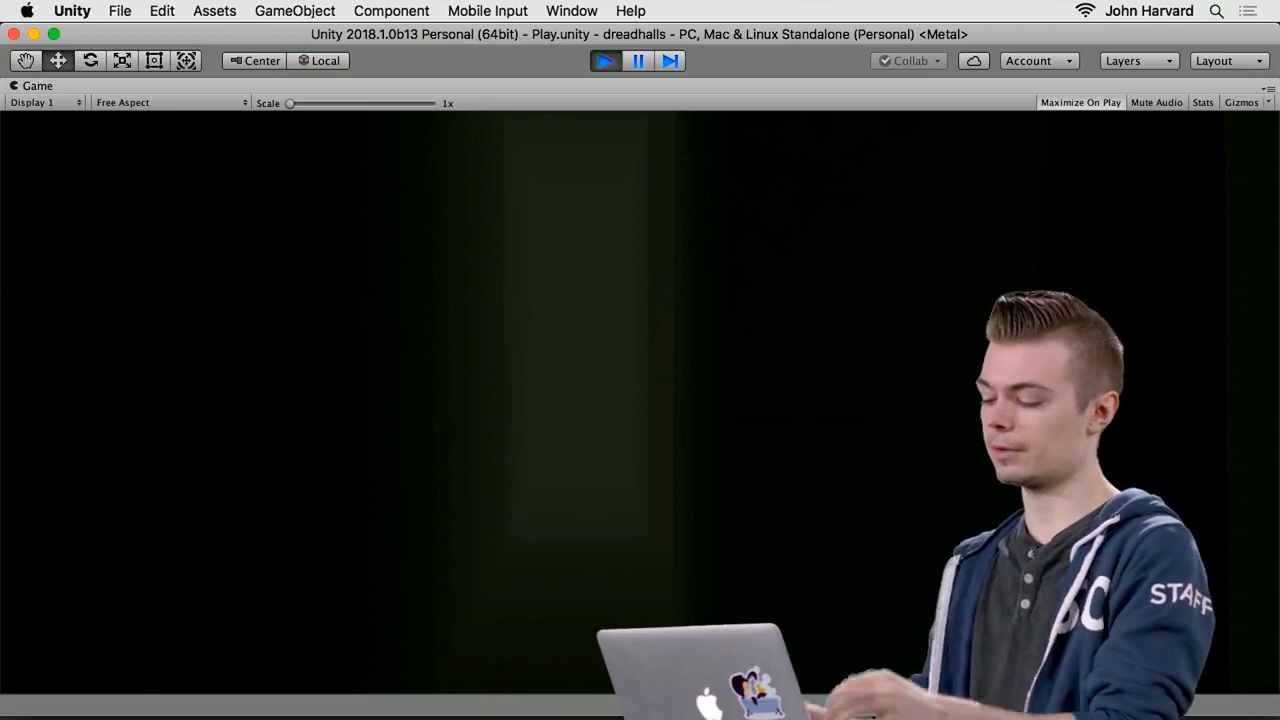 Unity File Edit Assets GameObject Component Mobile Input Window Help John Harvard
Unity 2018.1.0b13 Personal (64bit) - Play.unity - dreadhalls - PC, Mac & Linux Standalone (Personal) <Metal>
Center Local Collab Account Layers Layout
Game
Display 1 Free Aspect Scale 1x Maximize On Play Mute Audio Stats Gizmos
STAFF